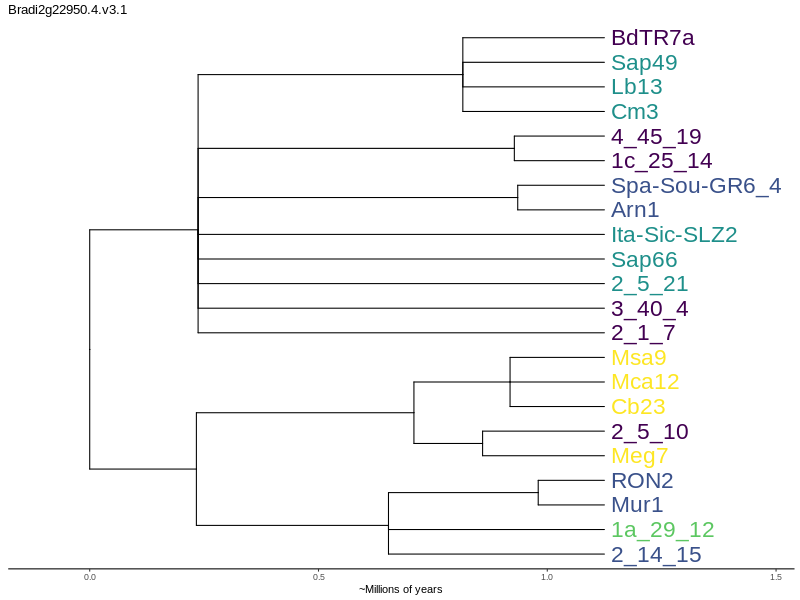 Bradi2g22950.4.v3.1
BdTR7a
Sap49
Lb13
Cm3
4_45_19
1c_25_14
Spa-Sou-GR6_4
Arn1
Ita-Sic-SLZ2
Sap66
2_5_21
3_40_4
2_1_7
Msa9
Mca12
Cb23
2_5_10
Meg7
RON2
Mur1
1a_29_12
2_14_15
0.0 0.5 1.0 1.5
~Millions of years